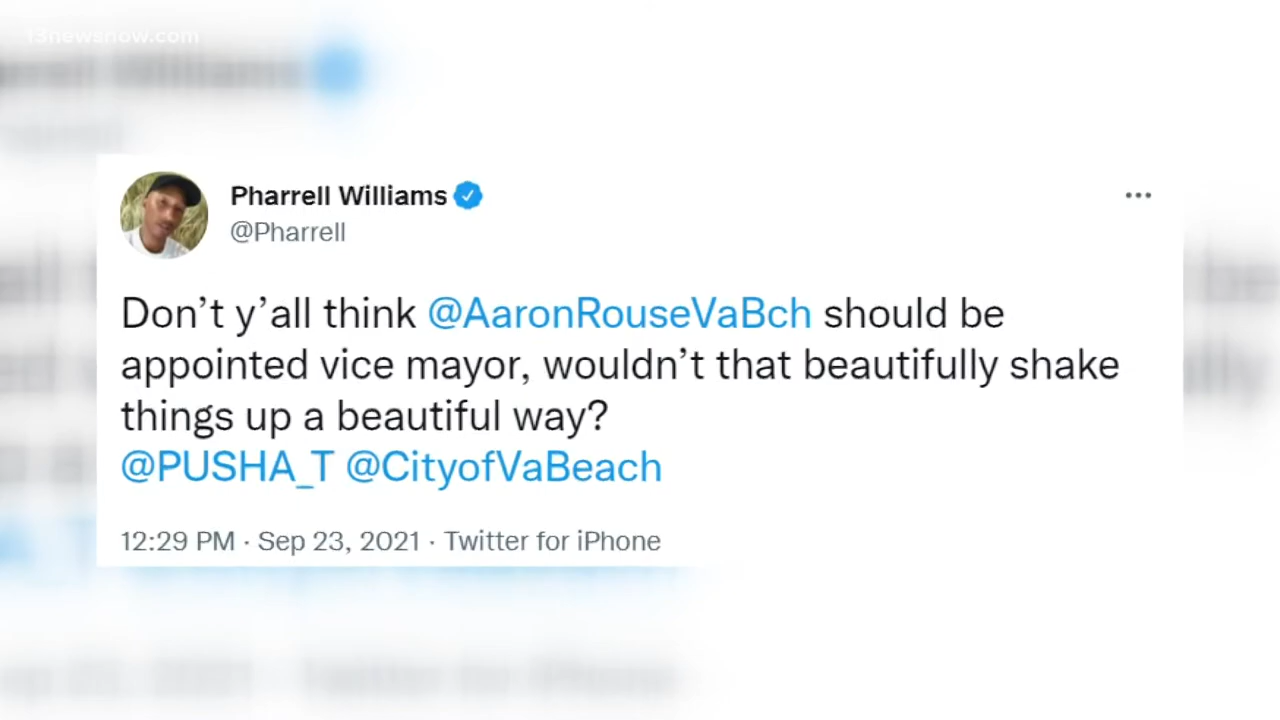 13newsnow.com
Pharrell Williams
@Pharrell
Don’t y’all think @AaronRouseVaBch should be
appointed vice mayor, wouldn’t that beautifully shake
things up a beautiful way?
@PUSHA_T @CityofVaBeach
12:29 PM · Sep 23, 2021 · Twitter for iPhone